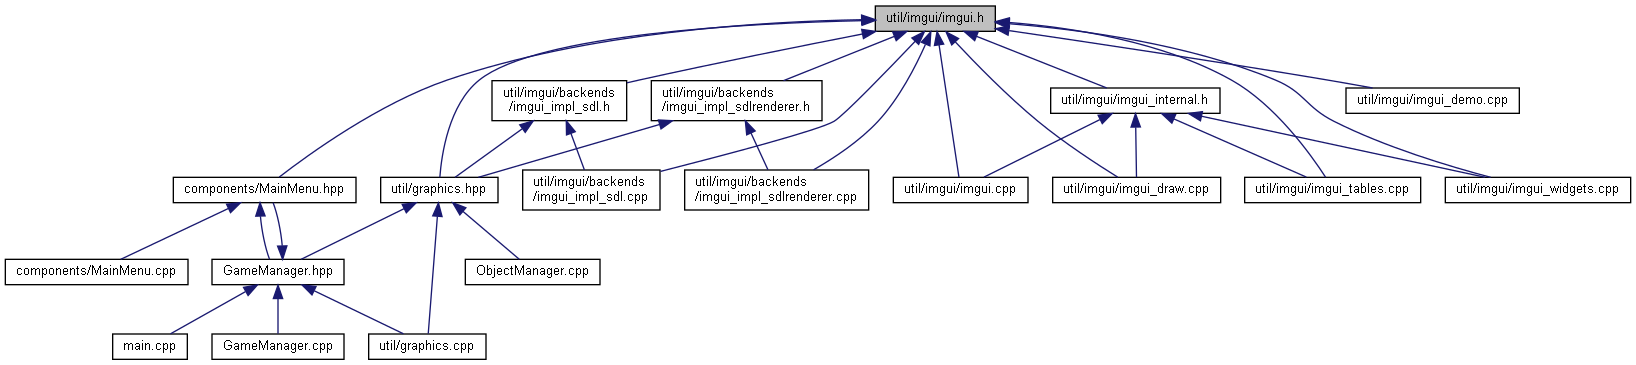 util/imgui/imgui.h
util/imgui/backends
/imgui_impl_sdl.h
util/imgui/backends
/imgui_impl_sdlrenderer.h
util/imgui/imgui_internal.h
util/imgui/imgui_demo.cpp
components/MainMenu.hpp
util/graphics.hpp
util/imgui/backends
/imgui_impl_sdl.cpp
util/imgui/backends
/imgui_impl_sdlrenderer.cpp
util/imgui/imgui.cpp
util/imgui/imgui_draw.cpp
util/imgui/imgui_tables.cpp
util/imgui/imgui_widgets.cpp
components/MainMenu.cpp
GameManager.hpp
ObjectManager.cpp
main.cpp
GameManager.cpp
util/graphics.cpp